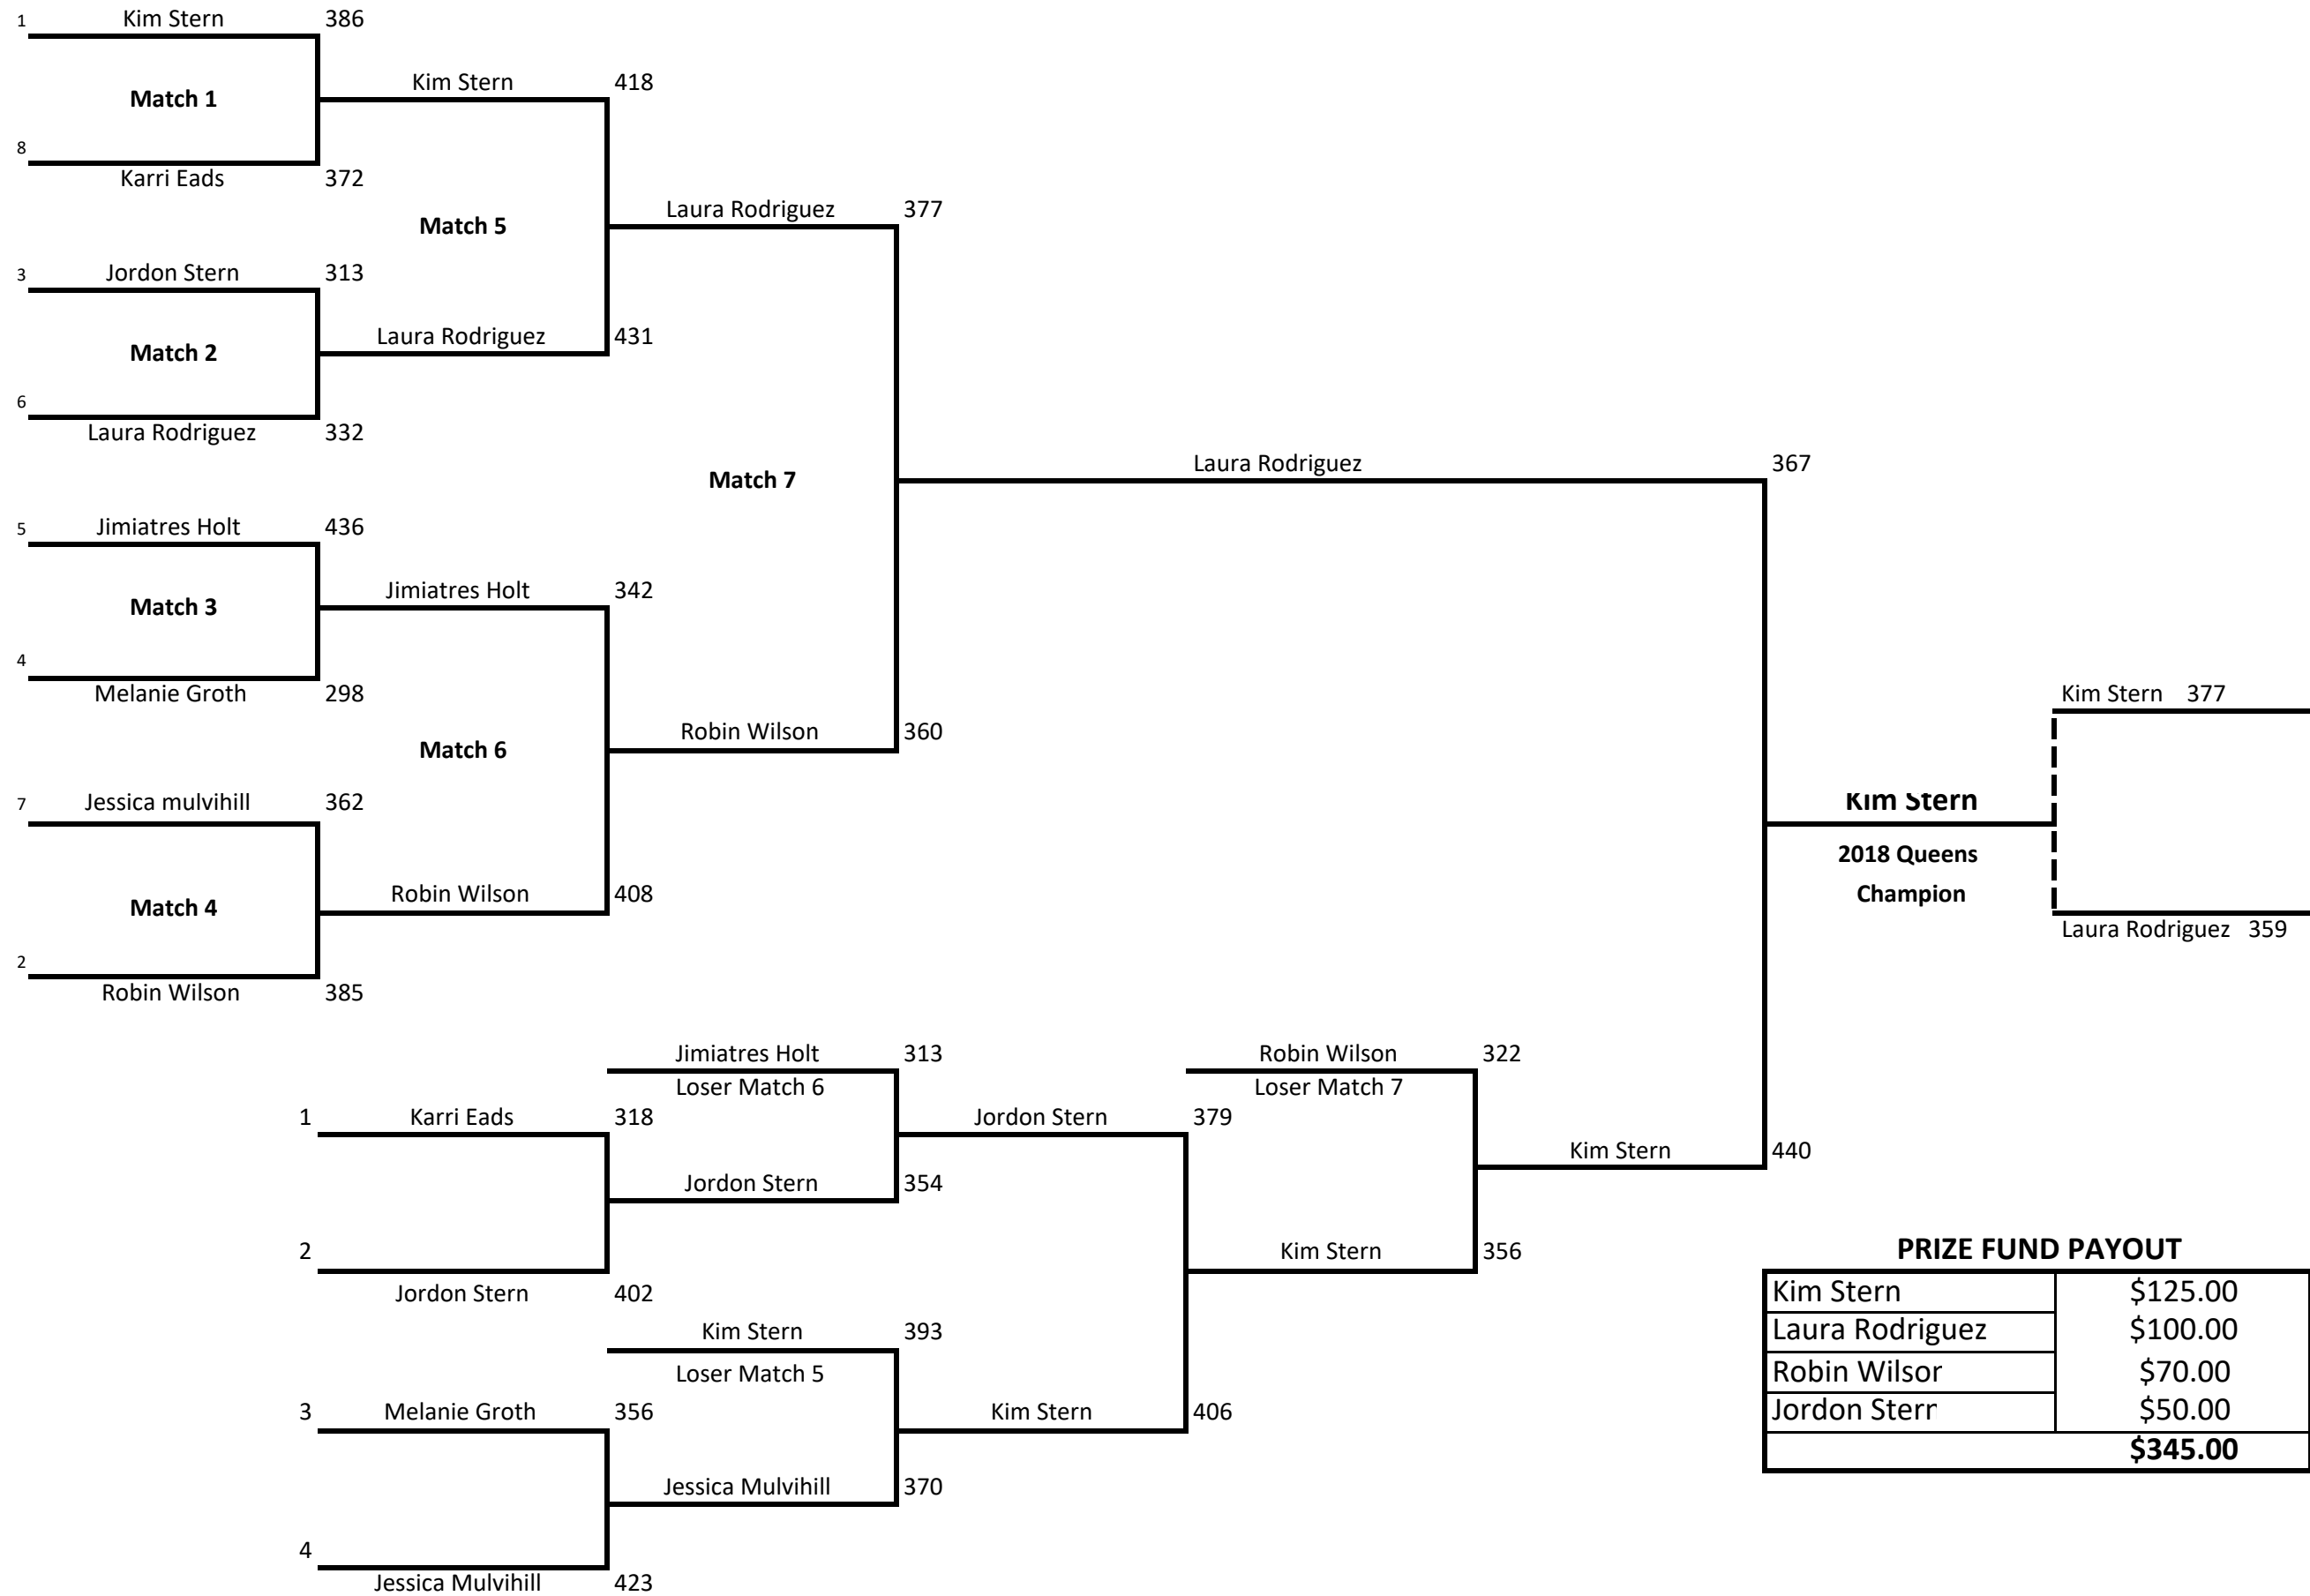 1 Kim Stern 386
Kim Stern 418
Match 1
8
Karri Eads 372
Laura Rodriguez 377
Match 5
3 Jordon Stern 313
Laura Rodriguez 431
Match 2
6
Laura Rodriguez 332
Laura Rodriguez 367
Match 7
5 Jimiatres Holt 436
Jimiatres Holt 342
Match 3
4
Melanie Groth 298
Kim Stern 377
Robin Wilson 360
Match 6
7 Jessica mulvihill 362
Kim Stern
2018 Queens
Champion
Robin Wilson 408
Match 4
Laura Rodriguez 359
2
Robin Wilson 385
Jimiatres Holt 313
Robin Wilson 322
Loser Match 6
Loser Match 7
1 Karri Eads 318
Jordon Stern 379
Kim Stern 440
Jordon Stern 354
2
Kim Stern 356
Jordon Stern 402
Kim Stern 393
Loser Match 5
3 Melanie Groth 356
Kim Stern 406
Jessica Mulvihill 370
4
Jessica Mulvihill 423
PRIZE FUND PAYOUT
Kim Stern $125.00
Laura Rodriguez $100.00
Robin Wilson $70.00
Jordon Stern $50.00
$345.00